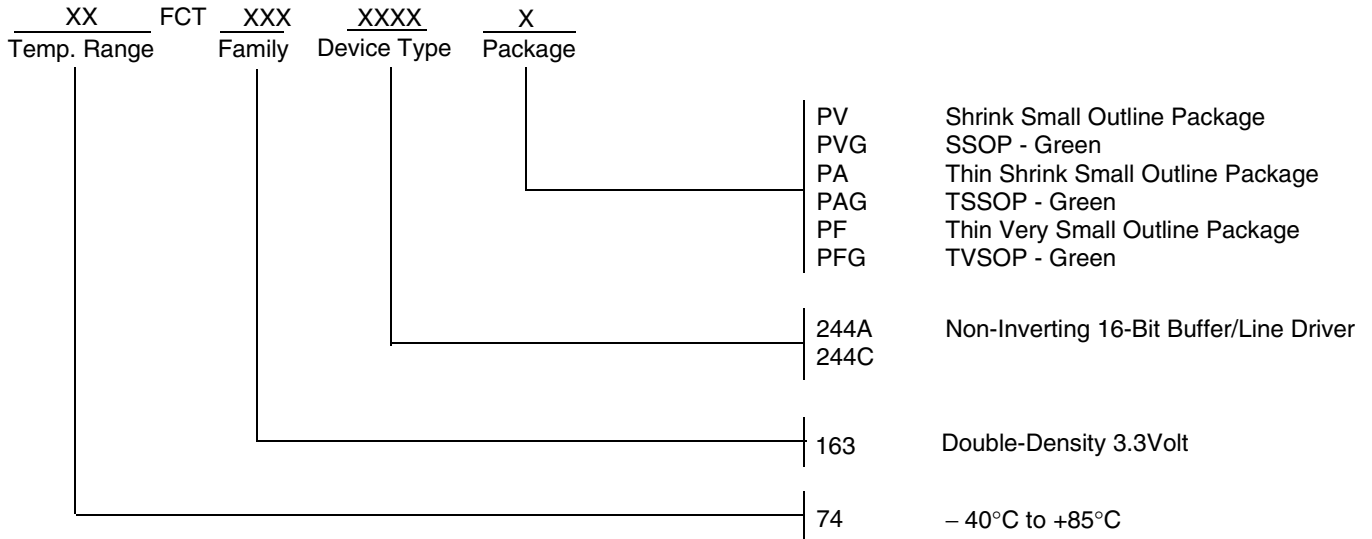 XX FCT XXX XXXX X
Temp. Range Family Device Type Package
PV Shrink Small Outline Package
PVG SSOP - Green
PA Thin Shrink Small Outline Package
PAG TSSOP - Green
PF Thin Very Small Outline Package
PFG TVSOP - Green
244A Non-Inverting 16-Bit Buffer/Line Driver
244C
163 Double-Density 3.3Volt
74 – 40°C to +85°C